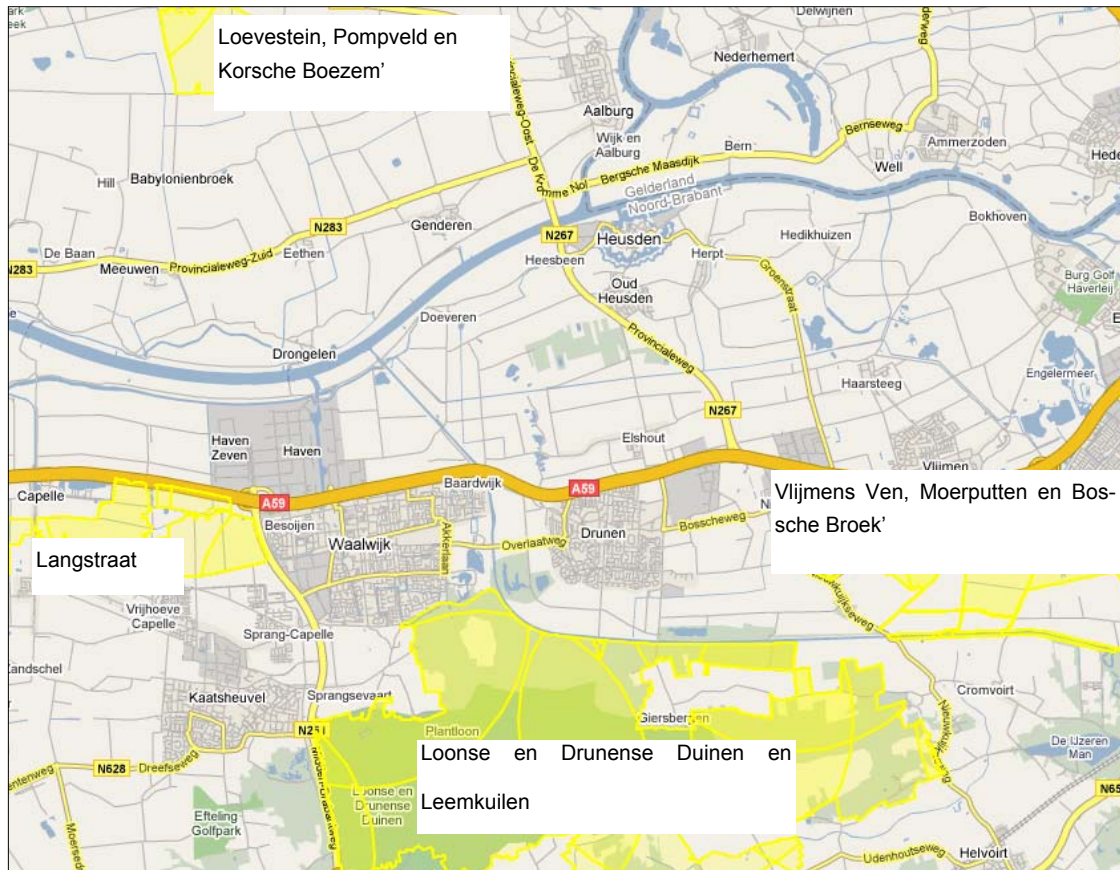 Loevestein, Pompveld en
Korsche Boezem’
Delwijnen
Nederhemert
Aalburg
Wijk en
Aalburg
Bern
Bernseweg
Ammerzoden
Well
Hill
Babylonienbroek
Bergsche Maasdijk
Gelderland
Noord-Brabant
Bokhoven
De Baan
Meeuwen
N283
Provincialeweg-Zuid
Eethen
N283
Genderen
N267
Heusden
Heesbeen
Hedikhuizen
Herpt
Oud
Heusden
Groenstraat
Burg Golf
Haverleij
Doeveren
Provincialeweg
Drongelen
Engelermeer
Haarsteeg
N267
Haven
Zeven
Haven
Elshout
Vlijmen
Capelle
A59
Baardwijk
A59
Besoijen
Waalwijk
Akkerlaan
Overlaatweg
Drunen
Bosscheweg
Vlijmens Ven, Moerputten en Bos-
sche Broek’
Langstraat
Vrijhoeve
Capelle
Sprang-Capelle
Kaatsheuvel
Sprangsevaart
Plantloon
Giersbergen
Cromvoirt
De IJzeren
Man
N628
Dreefseweg
Loonse en Drunense Duinen en
Leemkuilen
Loonse en
Drunense
Duinen
Efteling
Golfpark
N65
Helvoirt
Udenhoutseweg